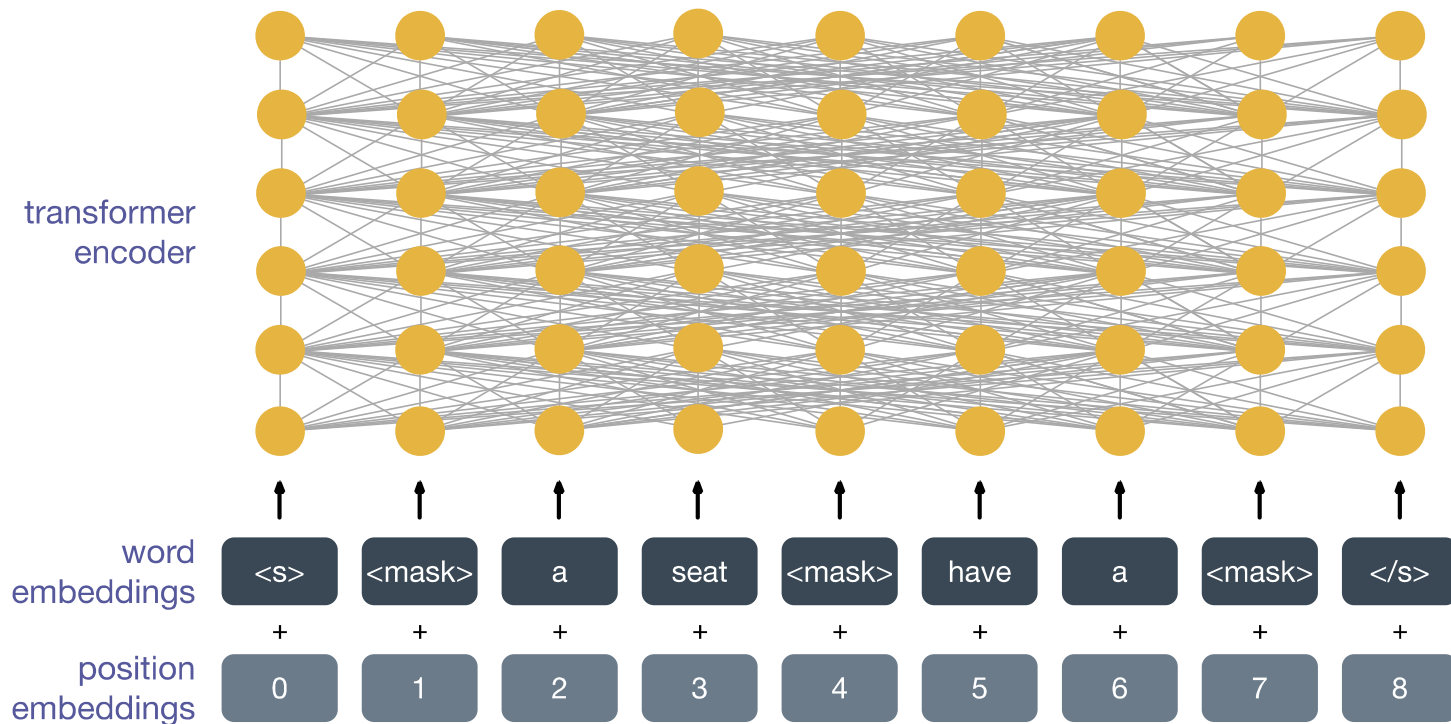 transformer
encoder
word
embeddings
<s> <mask> a seat <mask> have a <mask> </s>
+ + + + + + + + +
position
embeddings
0 1 2 3 4 5 6 7 8